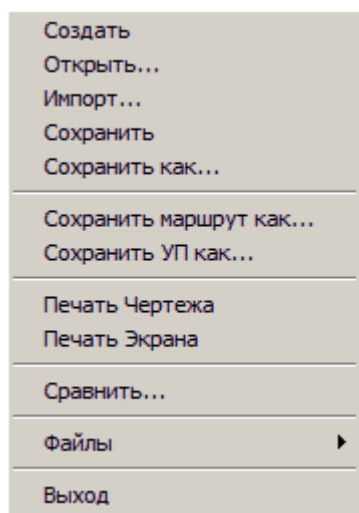 Создать
Открыть...
Импорт...
Сохранить
Сохранить как...
Сохранить маршрут как...
Сохранить УП как...
Печать Чертежа
Печать Экрана
Сравнить...
Файлы
Выход